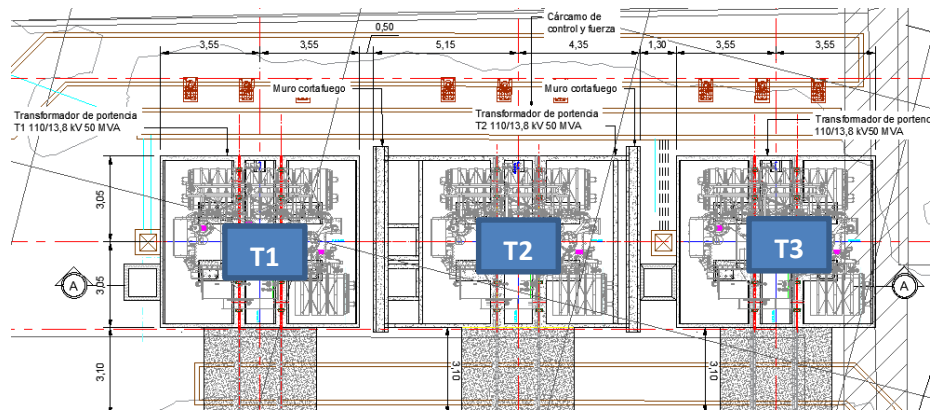 Cárcamo de
control y fuerza
0,50
3,55
3,55
5,15
4,35
1,30
3,55
3,55
Muro cortafuego
Muro cortafuego
Transformador de portencia
T1 110/13,8 kV 50 MVA
Transformador de portencia
T2 110/13,8 kV 50 MVA
Transformador de portencia
110/13,8 kV50 MVA
3,05
T1
T2
T3
3,05
A
A
3,10
3,10
3,10